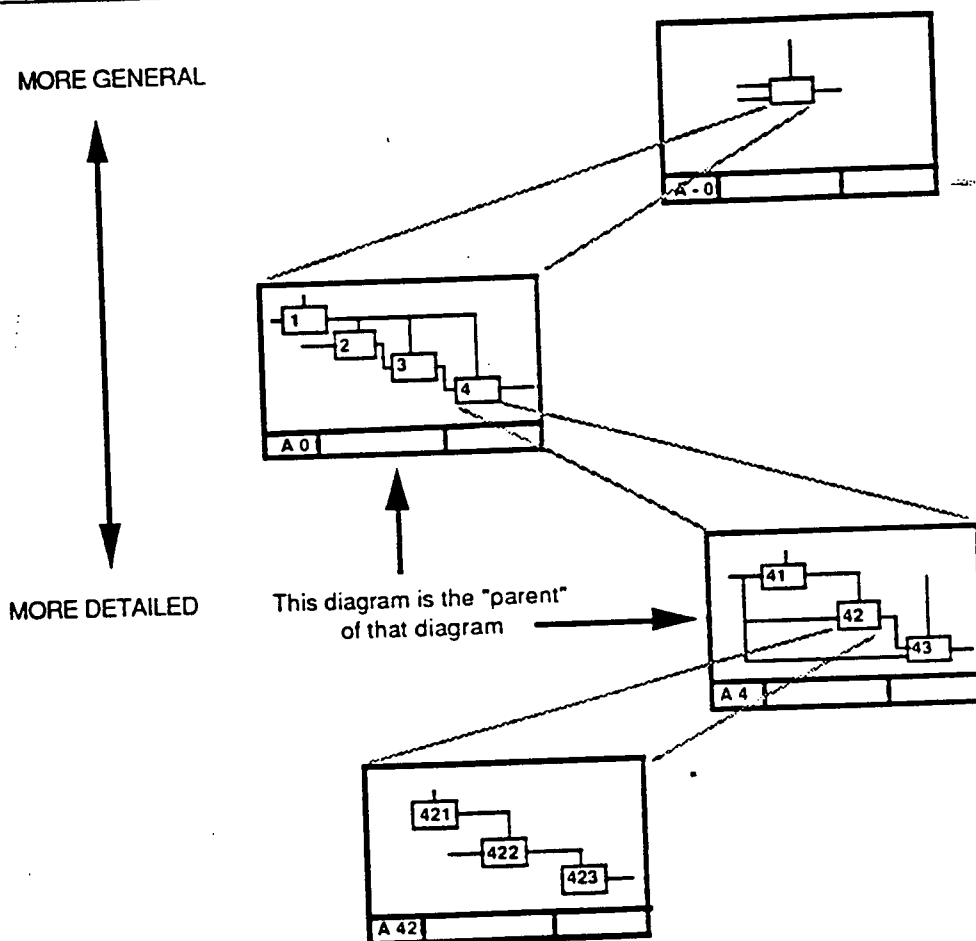 MORE GENERAL
A - 0
1
2
3
4
A 0
MORE DETAILED
This diagram is the "parent"
of that diagram
41
42
43
A 4
421
422
423
A 42